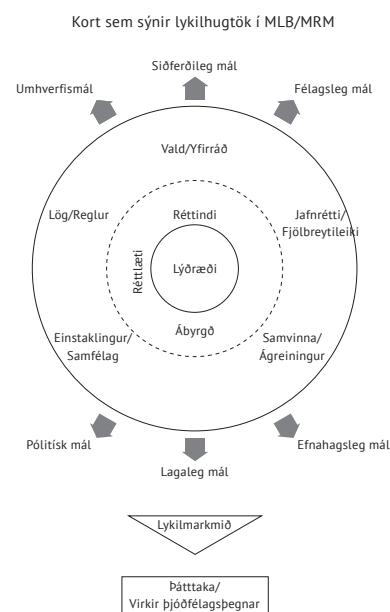 Kort sem sýnir lykilhugtök í MLB/MRM
Siðferðileg mál
Umhverfismál
Félagsleg mál
Vald/Yfirráð
Lög/Reglur
Réttindi
Jafnrétti/
Fjölbreytileiki
Réttlæti
Lýðræði
Ábyrgð
Einstaklingur/
Samfélag
Samvinna/
Ágreiningur
Pólitísk mál
Efnahagsleg mál
Lagaleg mál
Lykilmarkmið
Þátttaka/
Virkir þjóðfélagsþegnar